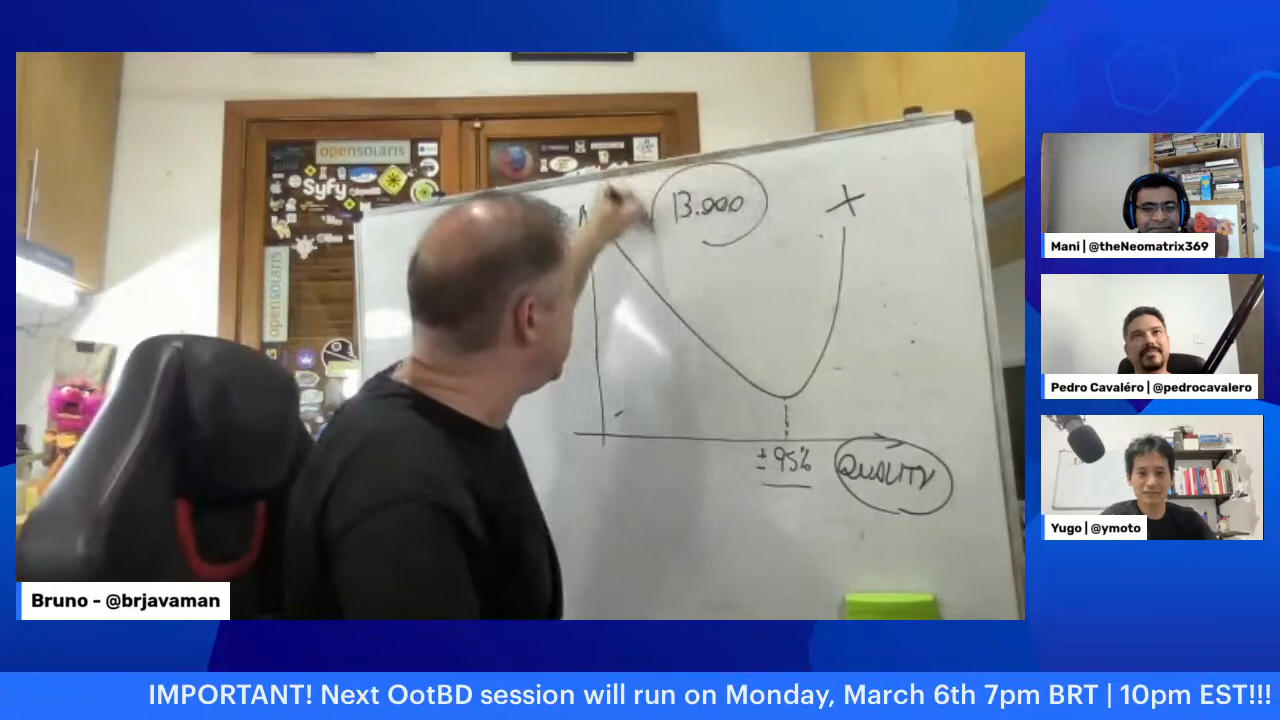 opensolaris
Syfy
opensolaris
13.000
X
± 95%
QUALITY
Bruno - @brjavaman
Mani | @theNeomatrix369
Pedro Cavaléro | @pedrocavalero
Yugo | @ymoto
IMPORTANT! Next OotBD session will run on Monday, March 6th 7pm BRT | 10pm EST!!!